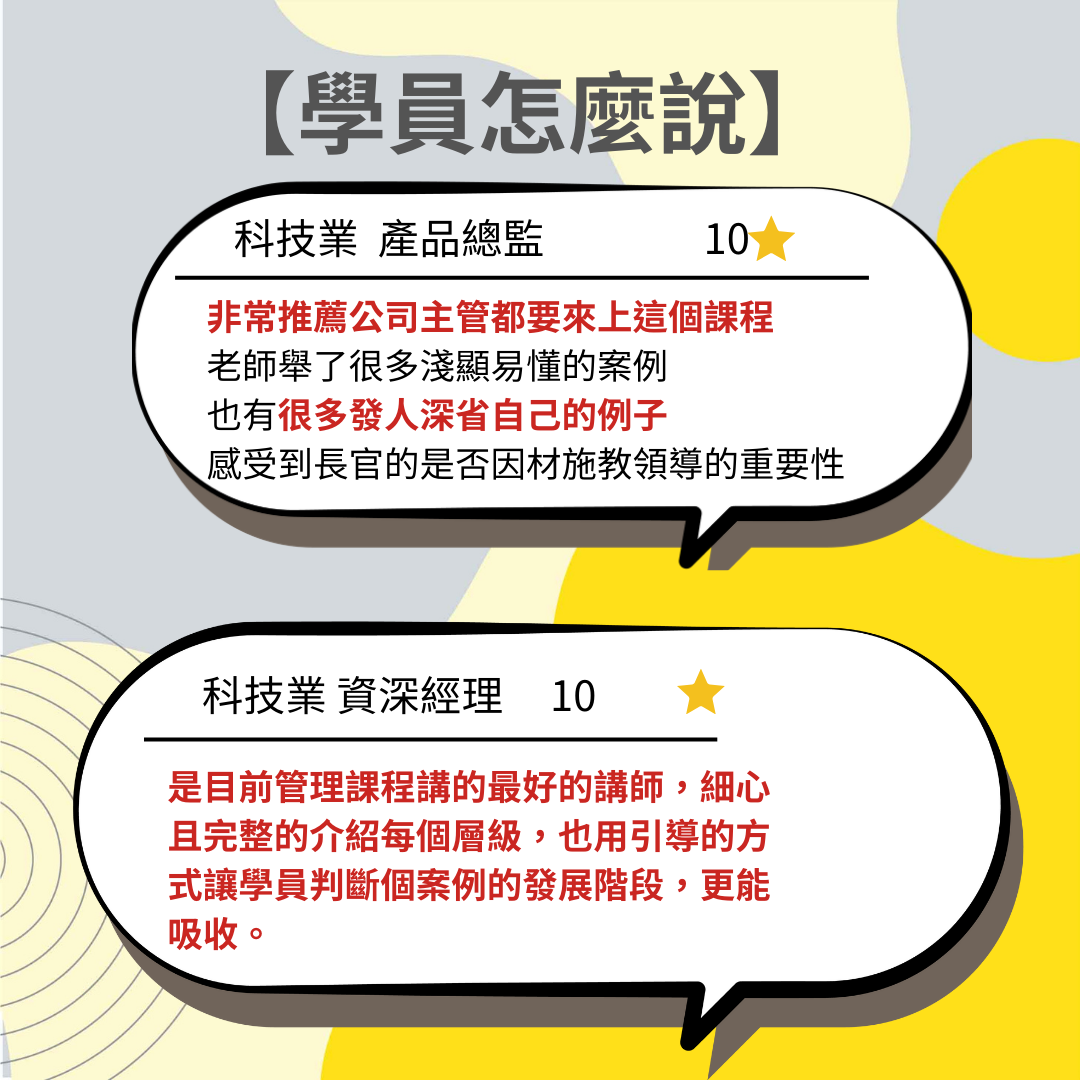 【學員怎麼說】
科技業 產品總監 10
非常推薦公司主管都要來上這個課程
老師舉了很多淺顯易懂的案例
也有很多發人深省自己的例子
感受到長官的是否因材施教領導的重要性
科技業 資深經理 10
是目前管理課程講的最好的講師，細心
且完整的介紹每個層級，也用引導的方
式讓學員判斷個案例的發展階段，更能
吸收。